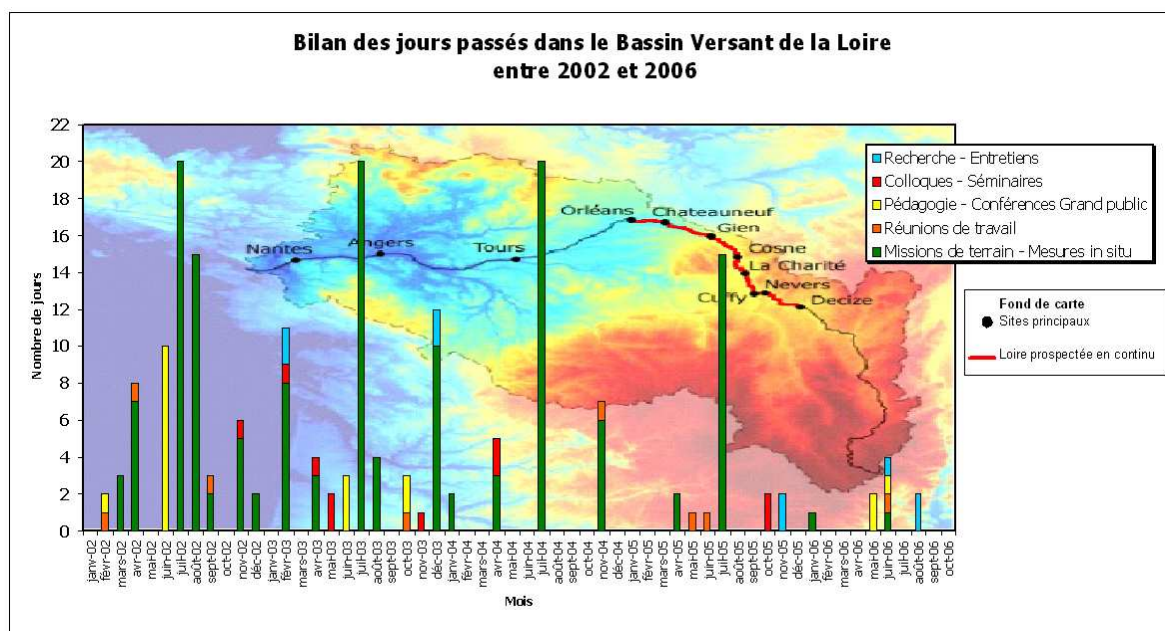 Bilan des jours passés dans le Bassin Versant de la Loire
entre 2002 et 2006
22
20
18
16
14
12
10
8
6
4
2
0
Nombre de jours
Nantes
Angers
Tours
Orléans
Chateauneuf
Gien
Cosne
La Charité
Nevers
Cuffy
Decize
Recherche - Entretiens
Colloques - Séminaires
Pédagogie - Conférences Grand public
Réunions de travail
Missions de terrain - Mesures in situ
Fond de carte
Sites principaux
Loire prospectée en continu
janv-02
févr-02
mars-02
avr-02
mai-02
juin-02
juil-02
août-02
sept-02
oct-02
nov-02
déc-02
janv-03
févr-03
mars-03
avr-03
mai-03
juin-03
juil-03
août-03
sept-03
oct-03
nov-03
déc-03
janv-04
févr-04
mars-04
avr-04
mai-04
juin-04
juil-04
août-04
sept-04
oct-04
nov-04
déc-04
janv-05
févr-05
mars-05
avr-05
mai-05
juin-05
juil-05
août-05
sept-05
oct-05
nov-05
déc-05
janv-06
févr-06
mars-06
avr-06
mai-06
juin-06
juil-06
août-06
sept-06
oct-06
Mois